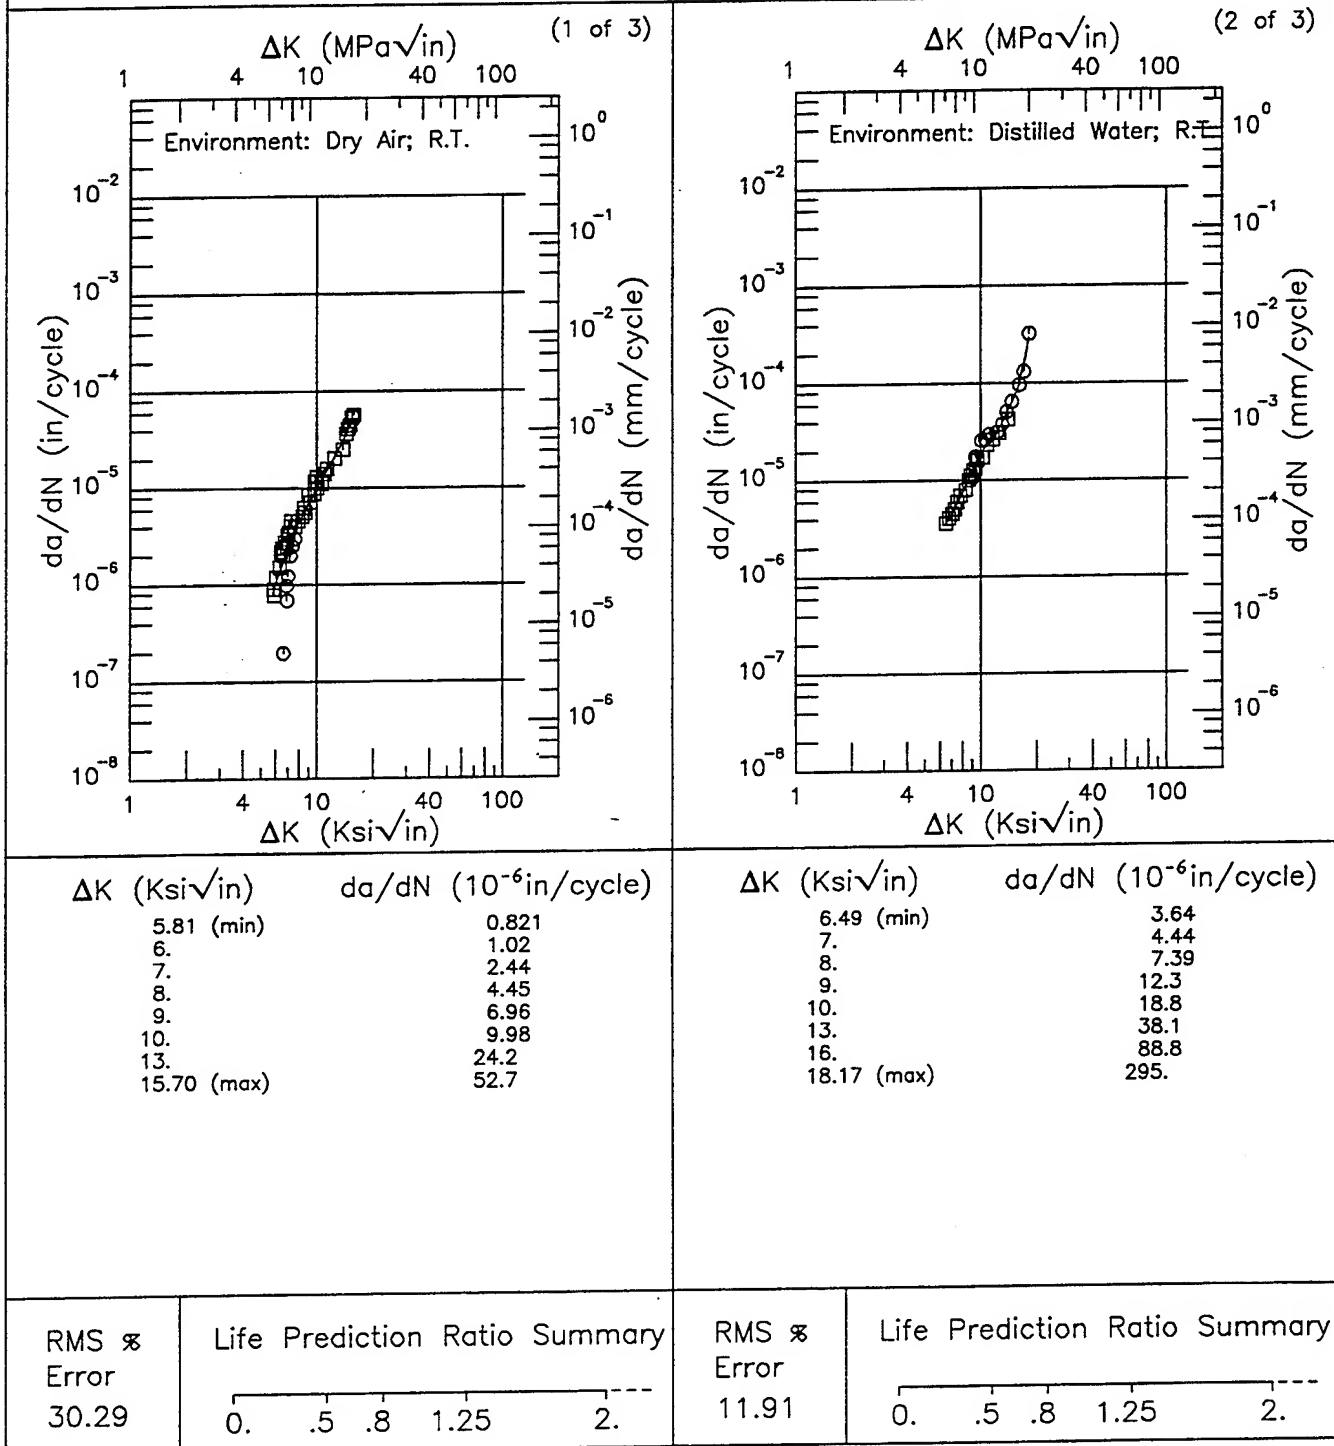 (1 of 3)
ΔK (MPa√in)
1 4 10 40 100
Environment: Dry Air; R.T.
da/dN (in/cycle)
10⁻²
10⁻³
10⁻⁴
10⁻⁵
10⁻⁶
10⁻⁷
10⁻⁸
10⁰
10⁻¹
10⁻²
10⁻³
10⁻⁴
10⁻⁵
10⁻⁶
da/dN (mm/cycle)
1 4 10 40 100
ΔK (Ksi√in)
ΔK (Ksi√in) da/dN (10⁻⁶in/cycle)
5.81 (min) 0.821
6. 1.02
7. 2.44
8. 4.45
9. 6.96
10. 9.98
13. 24.2
15.70 (max) 52.7
RMS %
Error
30.29
Life Prediction Ratio Summary
0. .5 .8 1.25 2.
(2 of 3)
ΔK (MPa√in)
1 4 10 40 100
Environment: Distilled Water; R.T.
da/dN (in/cycle)
10⁻²
10⁻³
10⁻⁴
10⁻⁵
10⁻⁶
10⁻⁷
10⁻⁸
10⁰
10⁻¹
10⁻²
10⁻³
10⁻⁴
10⁻⁵
10⁻⁶
da/dN (mm/cycle)
1 4 10 40 100
ΔK (Ksi√in)
ΔK (Ksi√in) da/dN (10⁻⁶in/cycle)
6.49 (min) 3.64
7. 4.44
8. 7.39
9. 12.3
10. 18.8
13. 38.1
16. 88.8
18.17 (max) 295.
RMS %
Error
11.91
Life Prediction Ratio Summary
0. .5 .8 1.25 2.